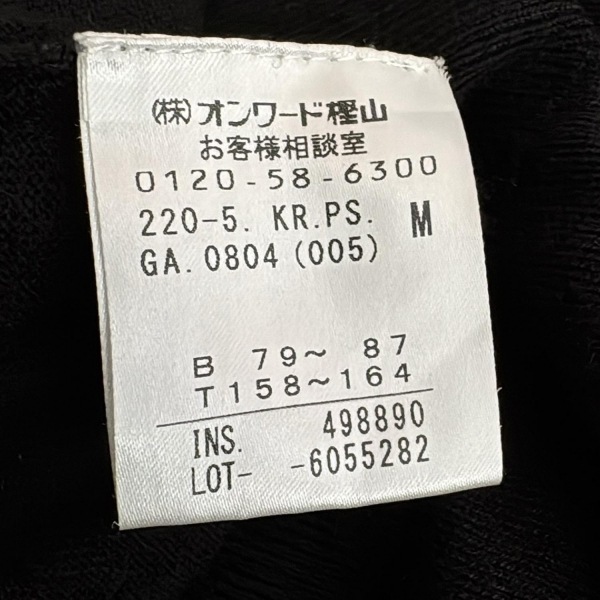 (株)オンワード樫山
お客様相談室
0120-58-6300
220-5. KR.PS. M
GA.0804(005)
B 79〜 87
T158〜164
INS. 498890
LOT- -6055282